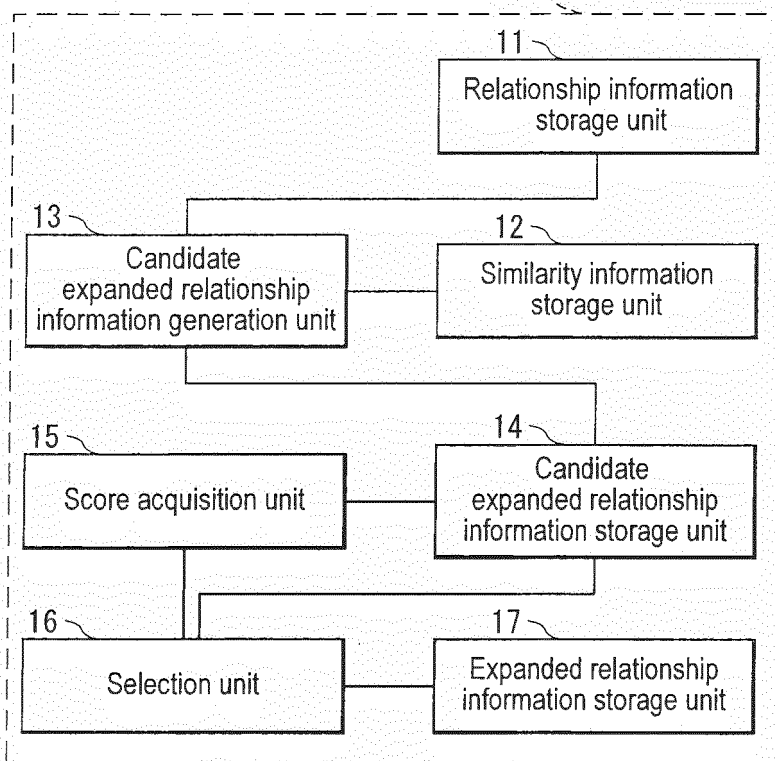 11
Relationship information
storage unit
13
Candidate
expanded relationship
information generation unit
12
Similarity information
storage unit
15
Score acquisition unit
14
Candidate
expanded relationship
information storage unit
16
Selection unit
17
Expanded relationship
information storage unit